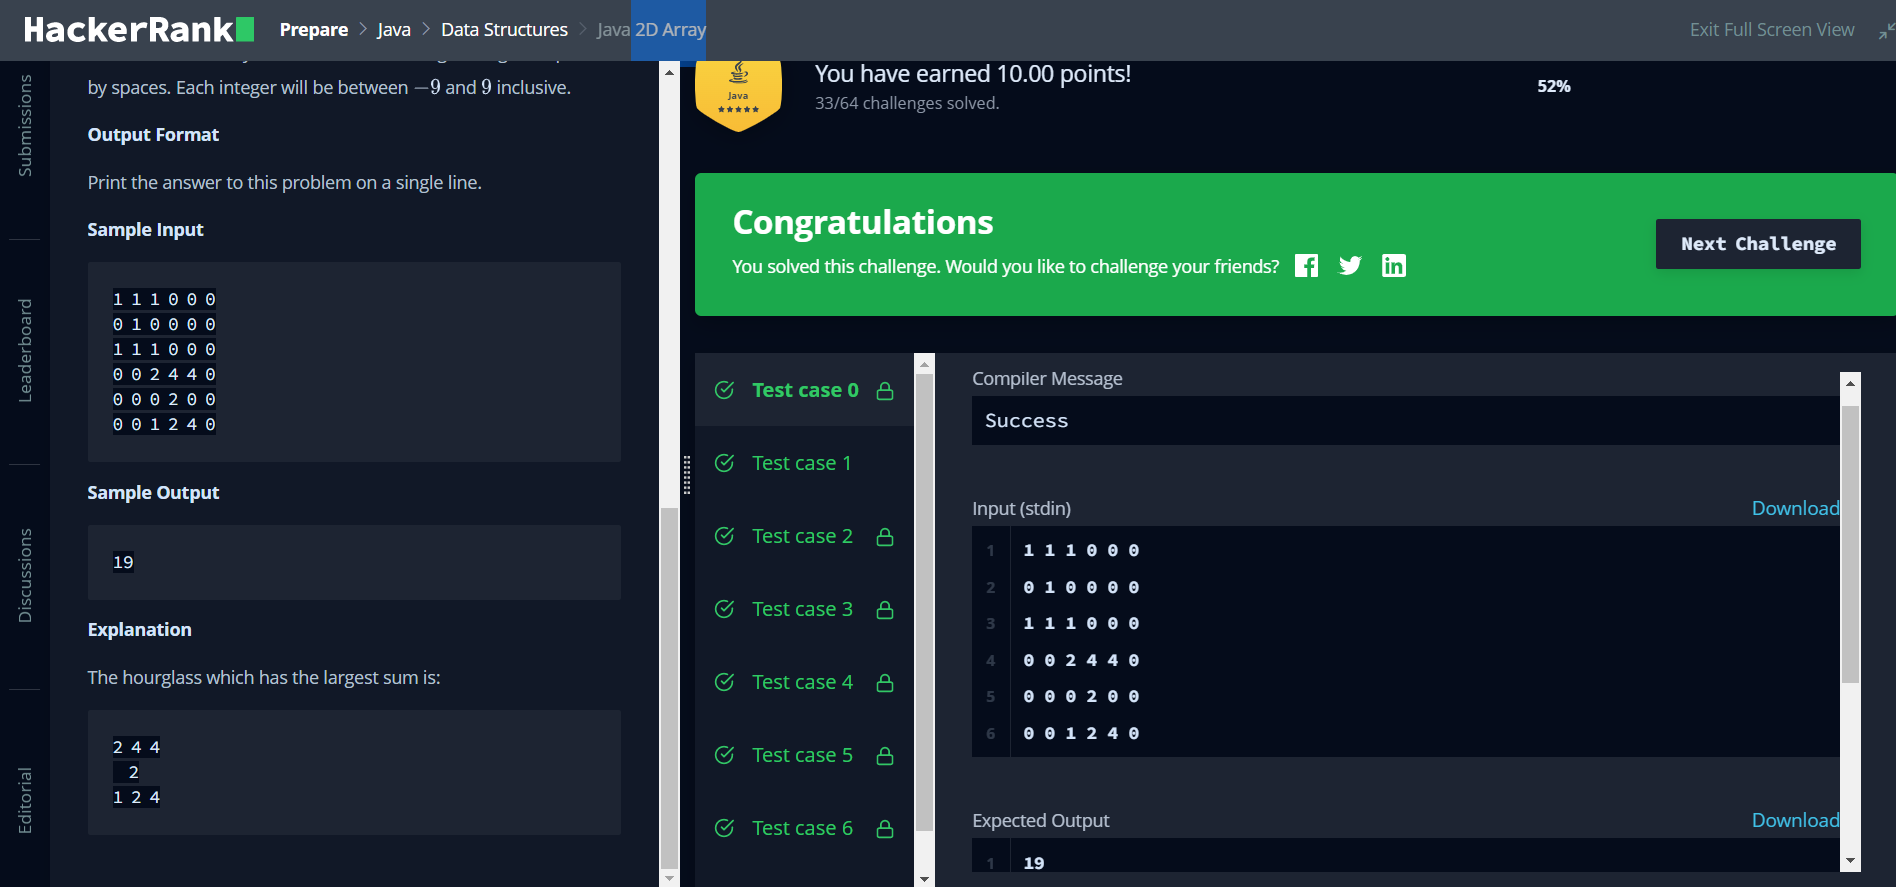 HackerRank
Prepare > Java > Data Structures > Java 2D Array
Exit Full Screen View
Submissions
Leaderboard
Discussions
Editorial
by spaces. Each integer will be between −9 and 9 inclusive.
Output Format
Print the answer to this problem on a single line.
Sample Input
1 1 1 0 0 0
0 1 0 0 0 0
1 1 1 0 0 0
0 0 2 4 4 0
0 0 0 2 0 0
0 0 1 2 4 0
Sample Output
19
Explanation
The hourglass which has the largest sum is:
2 4 4
2
1 2 4
Java
You have earned 10.00 points!
33/64 challenges solved.
52%
Congratulations
You solved this challenge. Would you like to challenge your friends?
Next Challenge
Test case 0
Test case 1
Test case 2
Test case 3
Test case 4
Test case 5
Test case 6
Compiler Message
Success
Input (stdin)
Download
1 1 1 1 0 0 0
2 0 1 0 0 0 0
3 1 1 1 0 0 0
4 0 0 2 4 4 0
5 0 0 0 2 0 0
6 0 0 1 2 4 0
Expected Output
Download
1 19